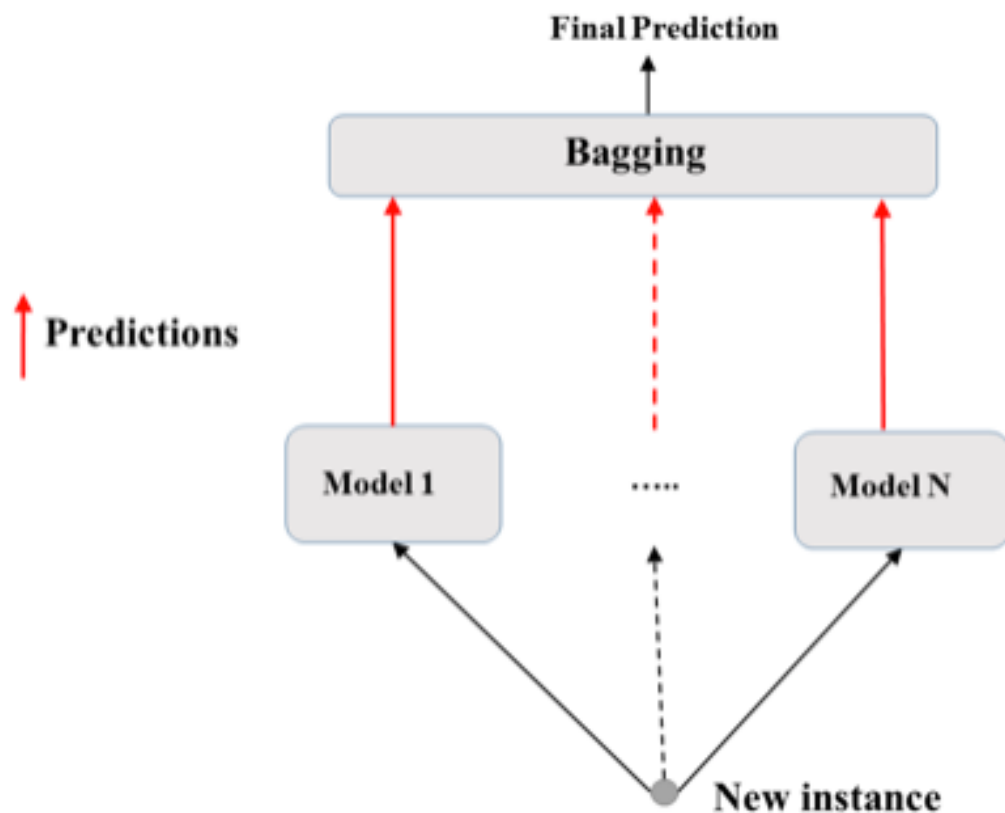 Final Prediction
Bagging
Predictions
Model 1
.....
Model N
New instance